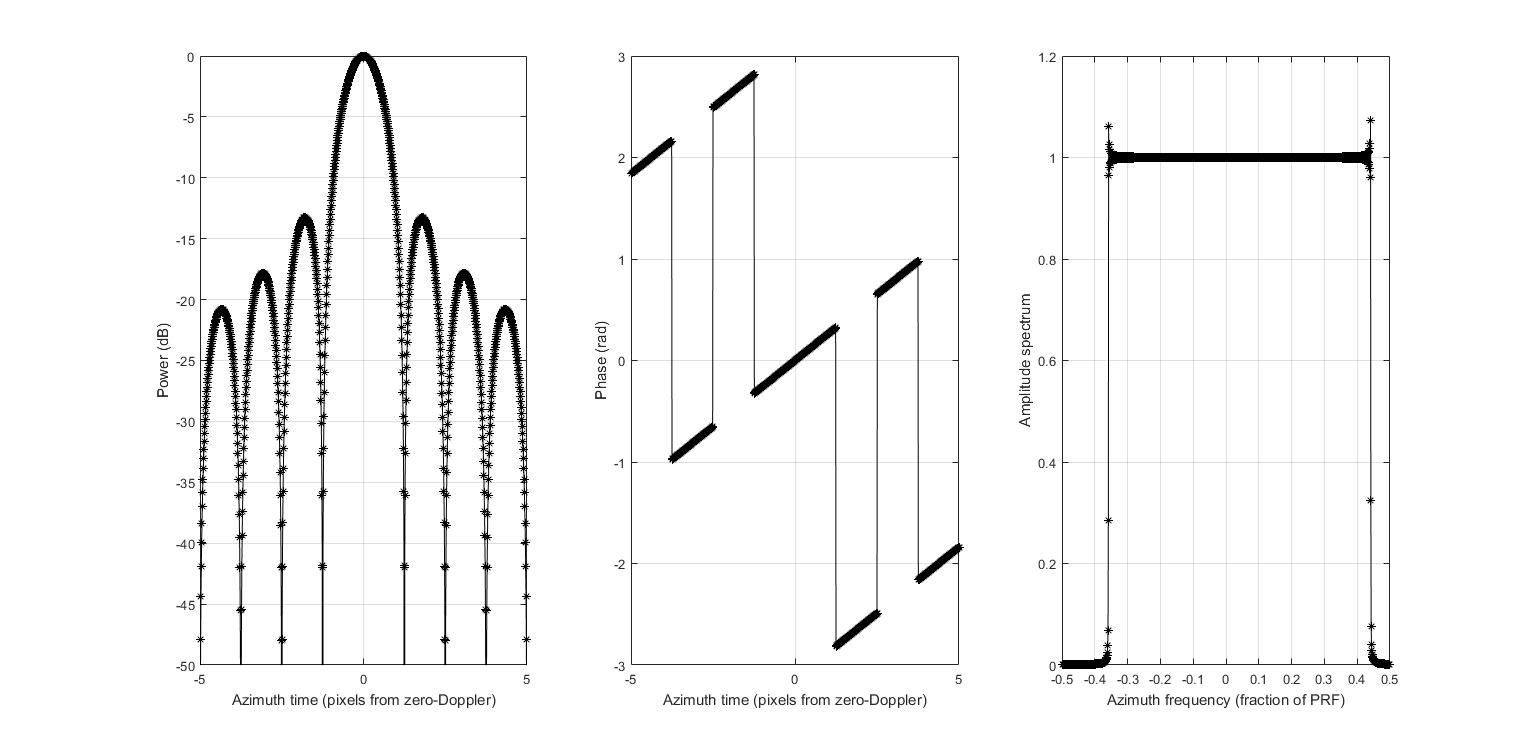 0
-5
-10
-15
-20
-25
-30
-35
-40
-45
-50
Power (dB)
-5 0 5
Azimuth time (pixels from zero-Doppler)
3
2
1
0
-1
-2
-3
Phase (rad)
-5 0 5
Azimuth time (pixels from zero-Doppler)
1.2
1
0.8
0.6
0.4
0.2
0
Amplitude spectrum
-0.5 -0.4 -0.3 -0.2 -0.1 0 0.1 0.2 0.3 0.4 0.5
Azimuth frequency (fraction of PRF)